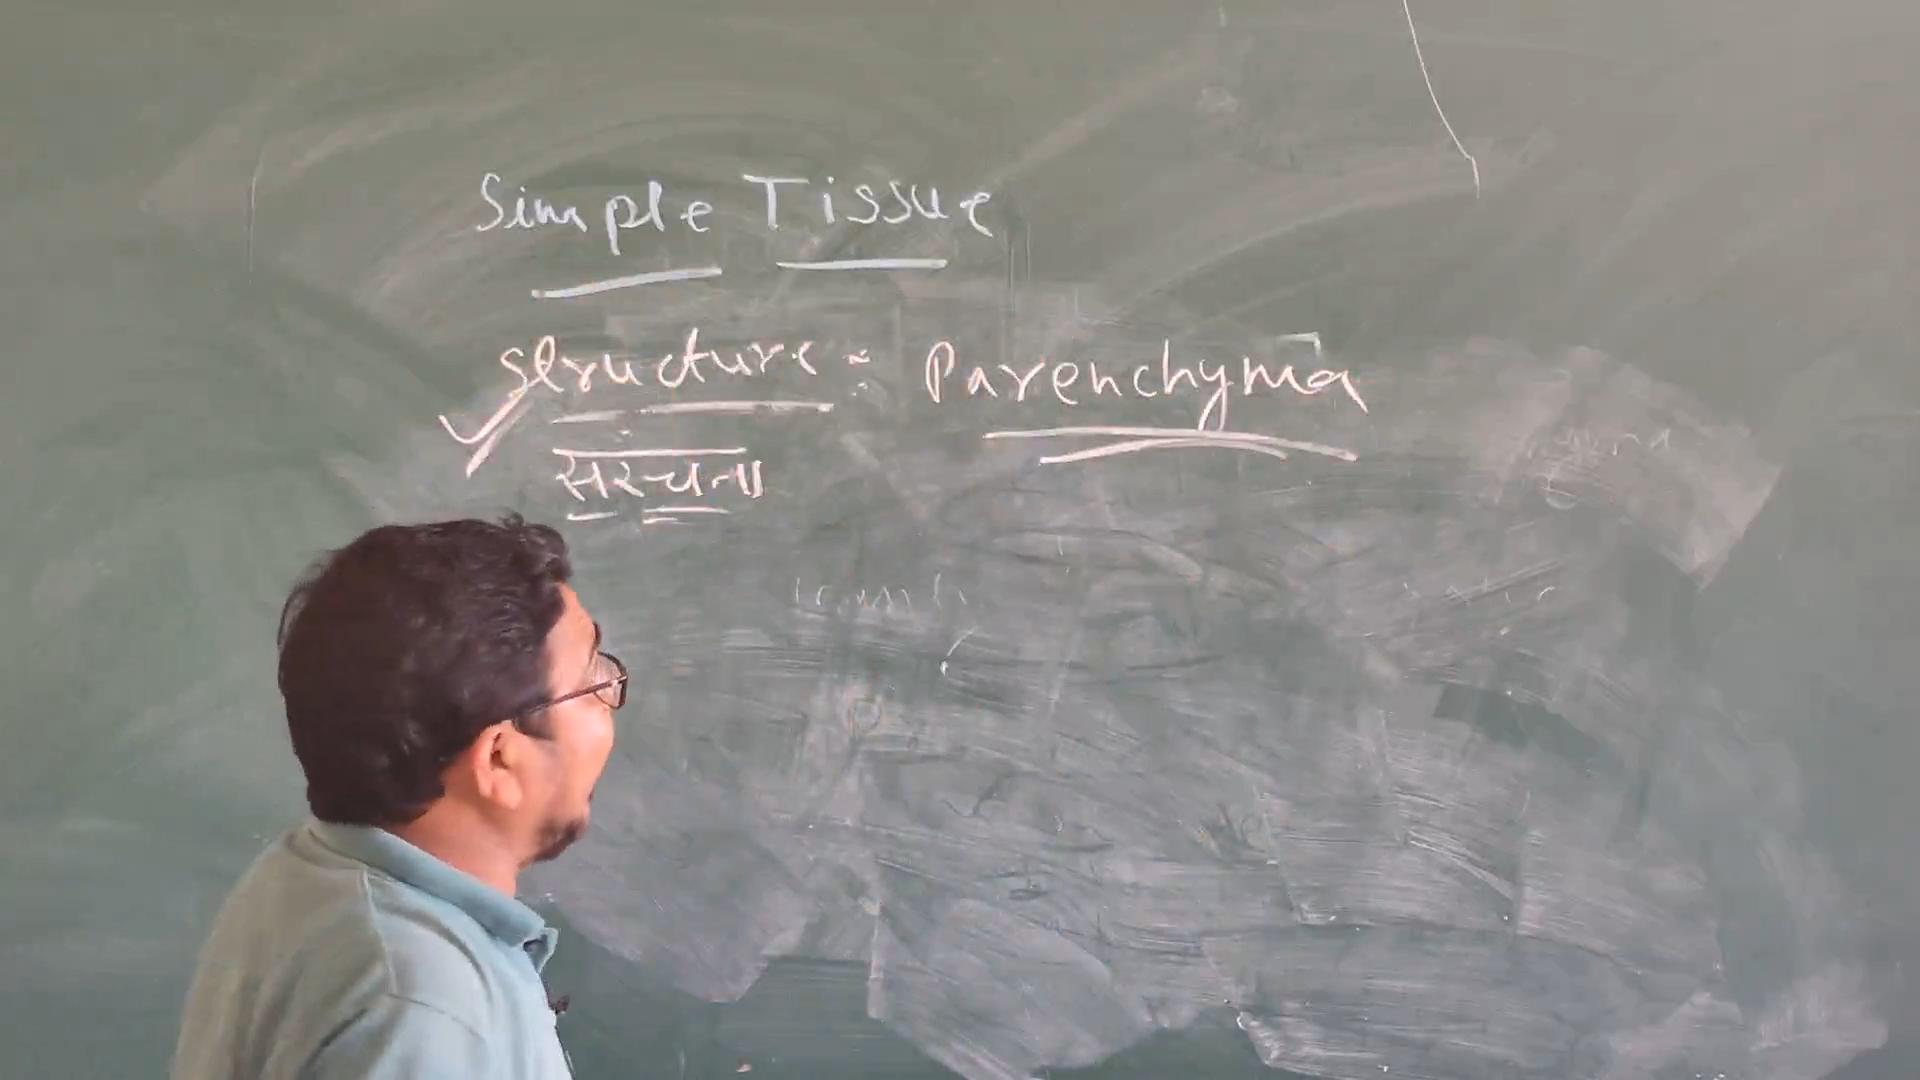 Simple Tissue
structure : Parenchyma
संरचना